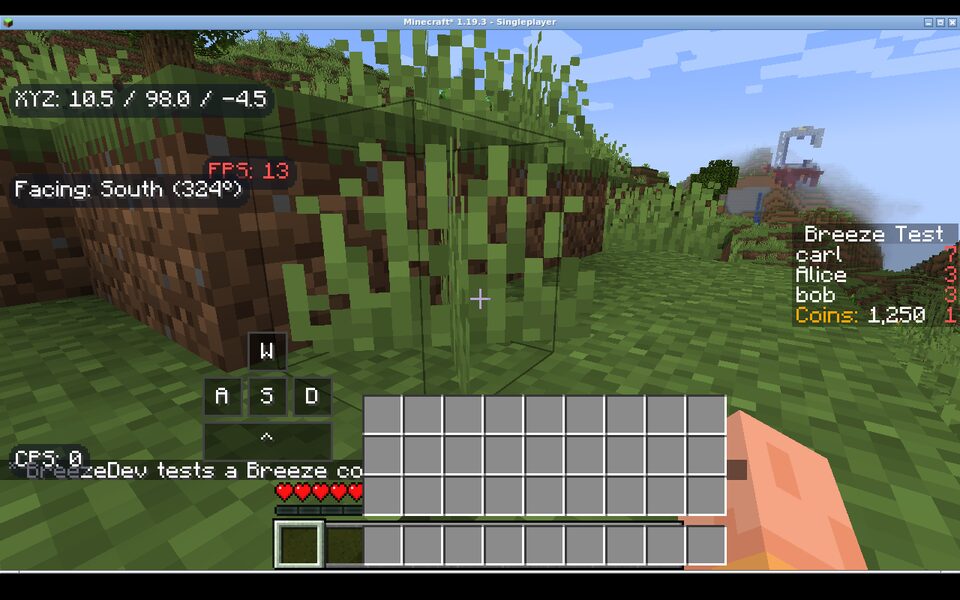 Minecraft* 1.19.3 - Singleplayer
XYZ: 10.5 / 98.0 / -4.5
FPS: 13
Facing: South (324º)
Breeze Test
carl 7
Alice 3
bob 3
Coins: 1,250 1
W
A S D
^
CPS: 0
* BreezeDev tests a Breeze co